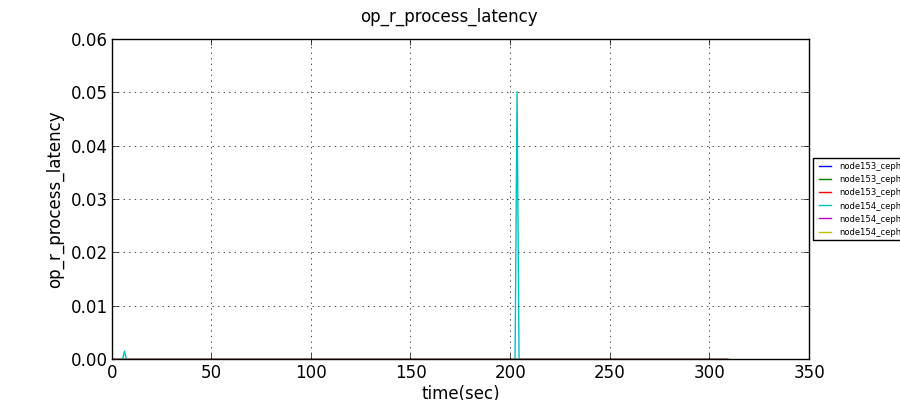 op_r_process_latency
0.06
0.05
0.04
0.03
0.02
0.01
0.00
op_r_process_latency
0 50 100 150 200 250 300 350
time(sec)
node153_ceph
node153_ceph
node153_ceph
node154_ceph
node154_ceph
node154_ceph